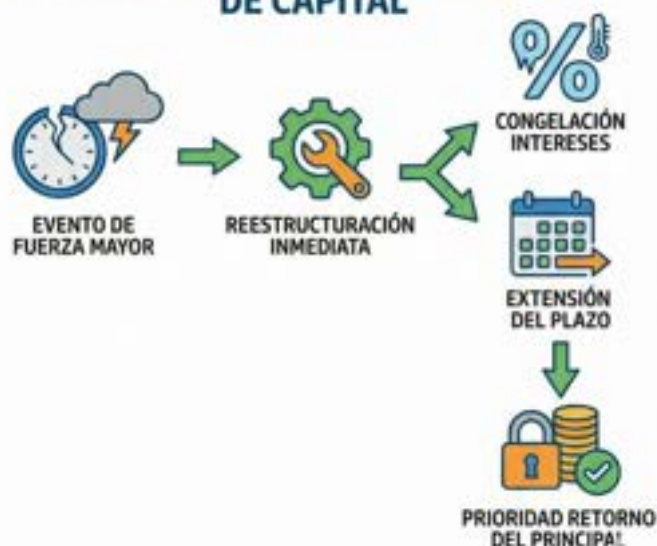 DE CAPITAL
CONGELACIÓN
INTERESES
EVENTO DE
FUERZA MAYOR
REESTRUCTURACIÓN
INMEDIATA
EXTENSIÓN
DEL PLAZO
PRIORIDAD RETORNO
DEL PRINCIPAL